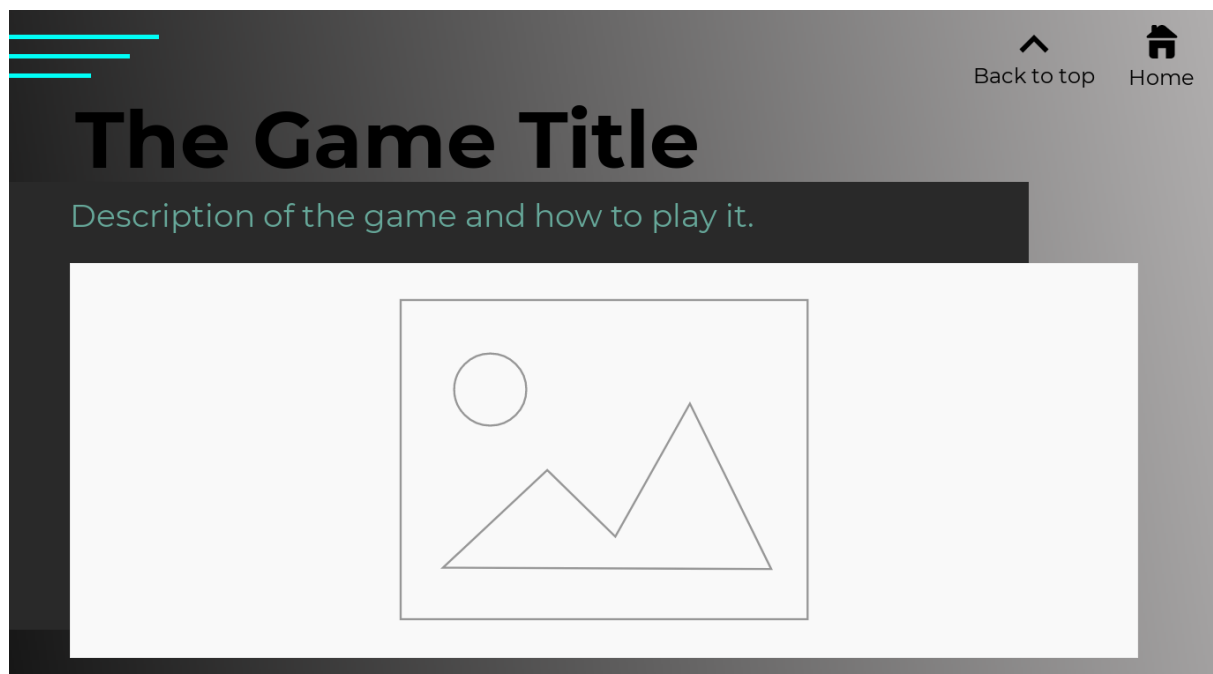 Back to top
Home
The Game Title
Description of the game and how to play it.